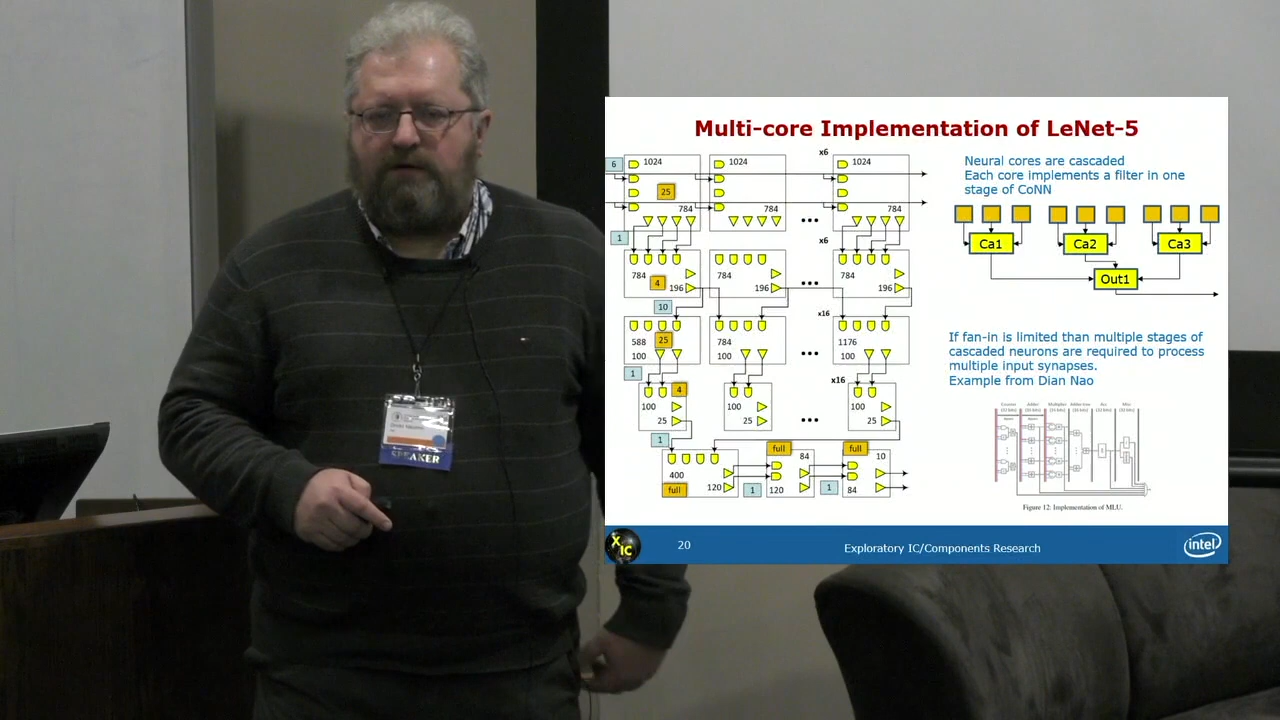 Multi-core Implementation of LeNet-5
x6
6
1024
1024
1024
25
784
784
784
1
x6
784
784
784
4
196
196
196
10
x16
588
25
784
1176
100
100
100
1
x16
4
100
100
100
25
25
25
1
full
full
400
84
10
full
120
1
120
1
84
Neural cores are cascaded
Each core implements a filter in one
stage of CoNN
Ca1
Ca2
Ca3
Out1
If fan-in is limited than multiple stages of
cascaded neurons are required to process
multiple input synapses.
Example from Dian Nao
Figure 12: Implementation of MLU.
X
IC
20
Exploratory IC/Components Research
intel
SPEAKER